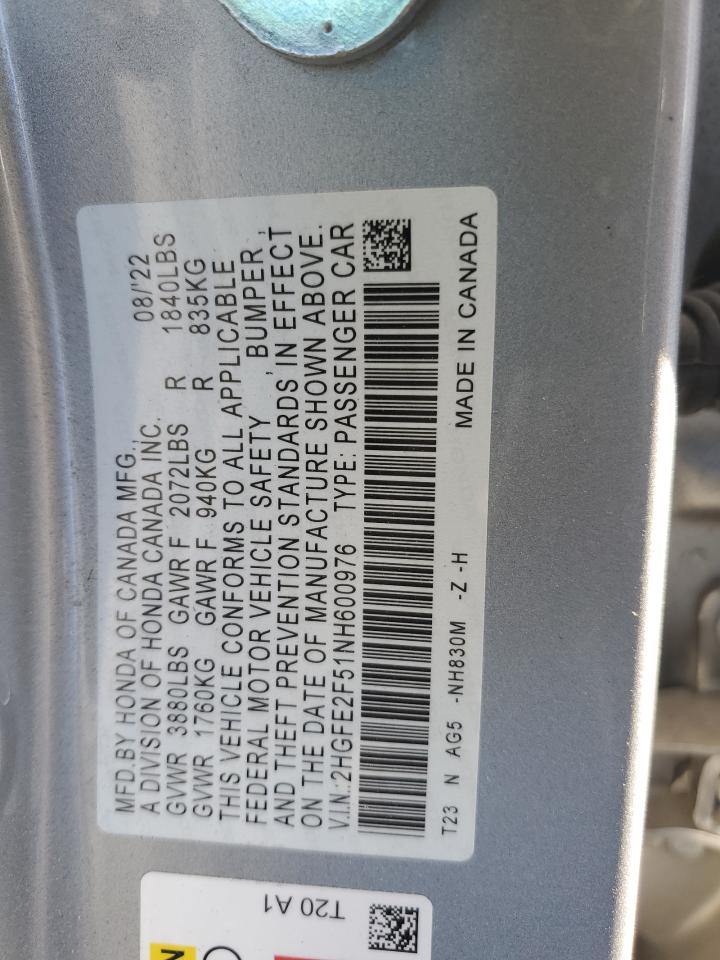 MFD.BY HONDA OF CANADA MFG., 08/'22
A DIVISION OF HONDA CANADA INC.
GVWR 3880LBS GAWR F 2072LBS R 1840LBS
GVWR 1760KG GAWR F 940KG R 835KG
THIS VEHICLE CONFORMS TO ALL APPLICABLE
FEDERAL MOTOR VEHICLE SAFETY , BUMPER ,
AND THEFT PREVENTION STANDARDS IN EFFECT
ON THE DATE OF MANUFACTURE SHOWN ABOVE.
V.I.N.:2HGFE2F51NH600976 TYPE: PASSENGER CAR
T23 N AG5 -NH830M -Z -H MADE IN CANADA
T20 A1